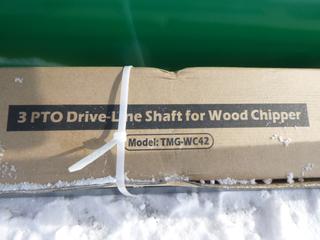 3 PTO Drive-Line Shaft for Wood Chipper
Model: TMG-WC42